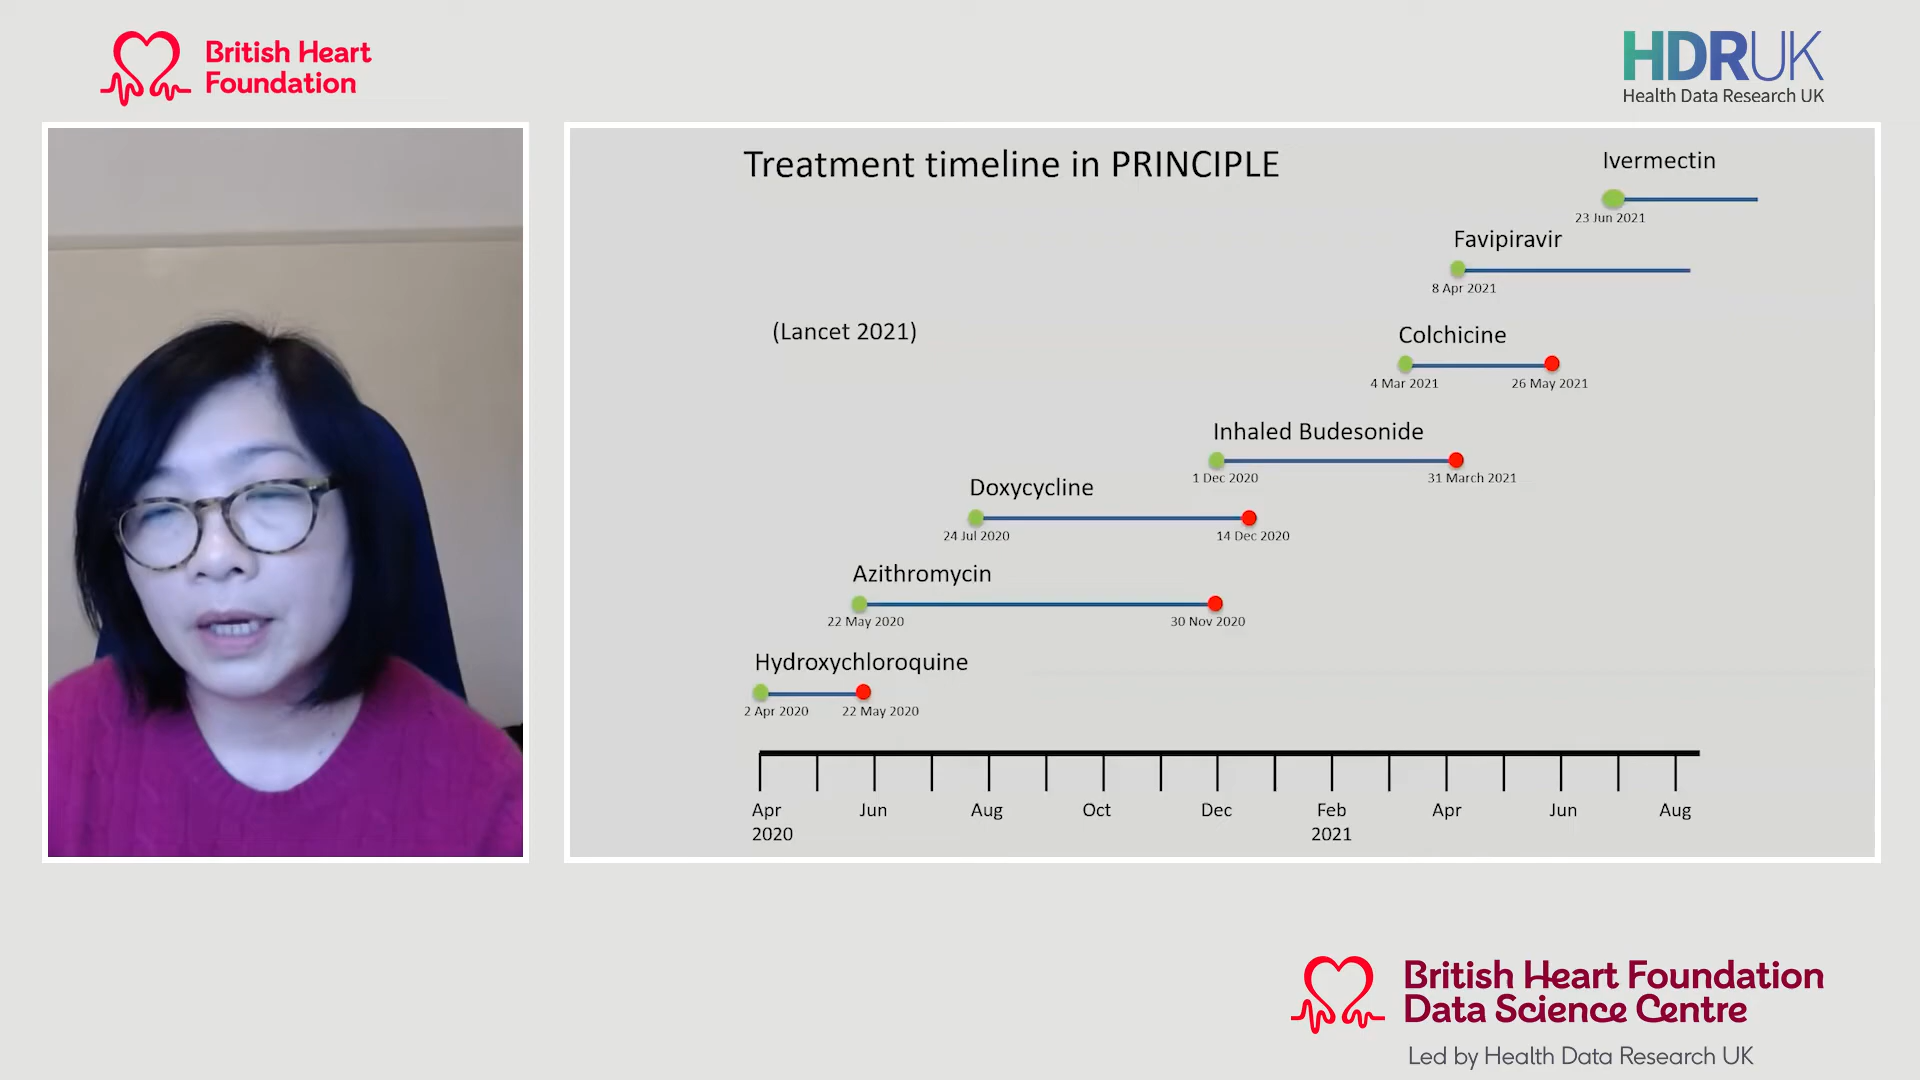 British Heart
Foundation
HDRUK
Health Data Research UK
Treatment timeline in PRINCIPLE
Ivermectin
23 Jun 2021
Favipiravir
8 Apr 2021
(Lancet 2021)
Colchicine
4 Mar 2021
26 May 2021
Inhaled Budesonide
1 Dec 2020
31 March 2021
Doxycycline
24 Jul 2020
14 Dec 2020
Azithromycin
22 May 2020
30 Nov 2020
Hydroxychloroquine
2 Apr 2020
22 May 2020
Apr Jun Aug Oct Dec Feb Apr Jun Aug
2020 2021
British Heart Foundation
Data Science Centre
Led by Health Data Research UK